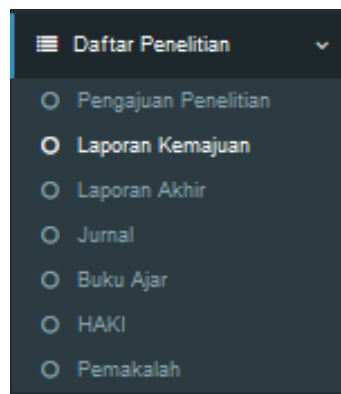 Daftar Penelitian
Pengajuan Penelitian
Laporan Kemajuan
Laporan Akhir
Jurnal
Buku Ajar
HAKI
Pemakalah